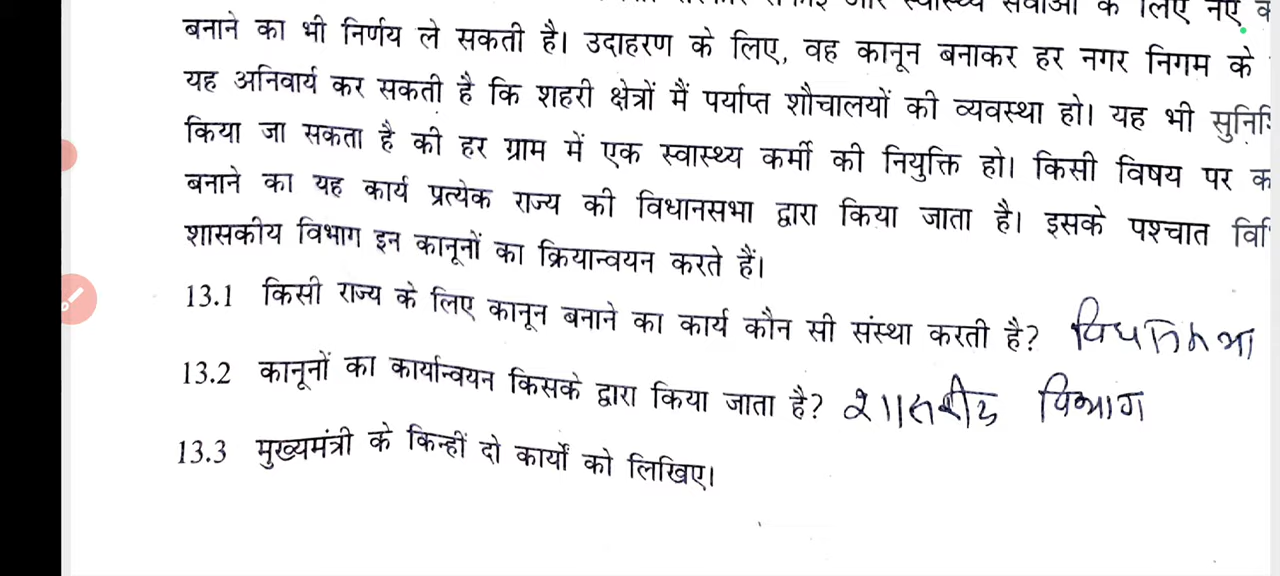 के लिए नए
बनाने का भी निर्णय ले सकती है। उदाहरण के लिए, वह कानून बनाकर हर नगर निगम के
यह अनिवार्य कर सकती है कि शहरी क्षेत्रों मैं पर्याप्त शौचालयों की व्यवस्था हो। यह भी
किया जा सकता है की हर ग्राम में एक स्वास्थ्य कर्मी की नियुक्ति हो। किसी विषय पर
बनाने का यह कार्य प्रत्येक राज्य की विधानसभा द्वारा किया जाता है। इसके पश्चात
शासकीय विभाग इन कानूनों का क्रियान्वयन करते हैं।
13.1 किसी राज्य के लिए कानून बनाने का कार्य कौन सी संस्था करती है?
13.2 कानूनों का कार्यान्वयन किसके द्वारा किया जाता है? विभाग
13.3 मुख्यमंत्री के किन्हीं दो कार्यों को लिखिए।